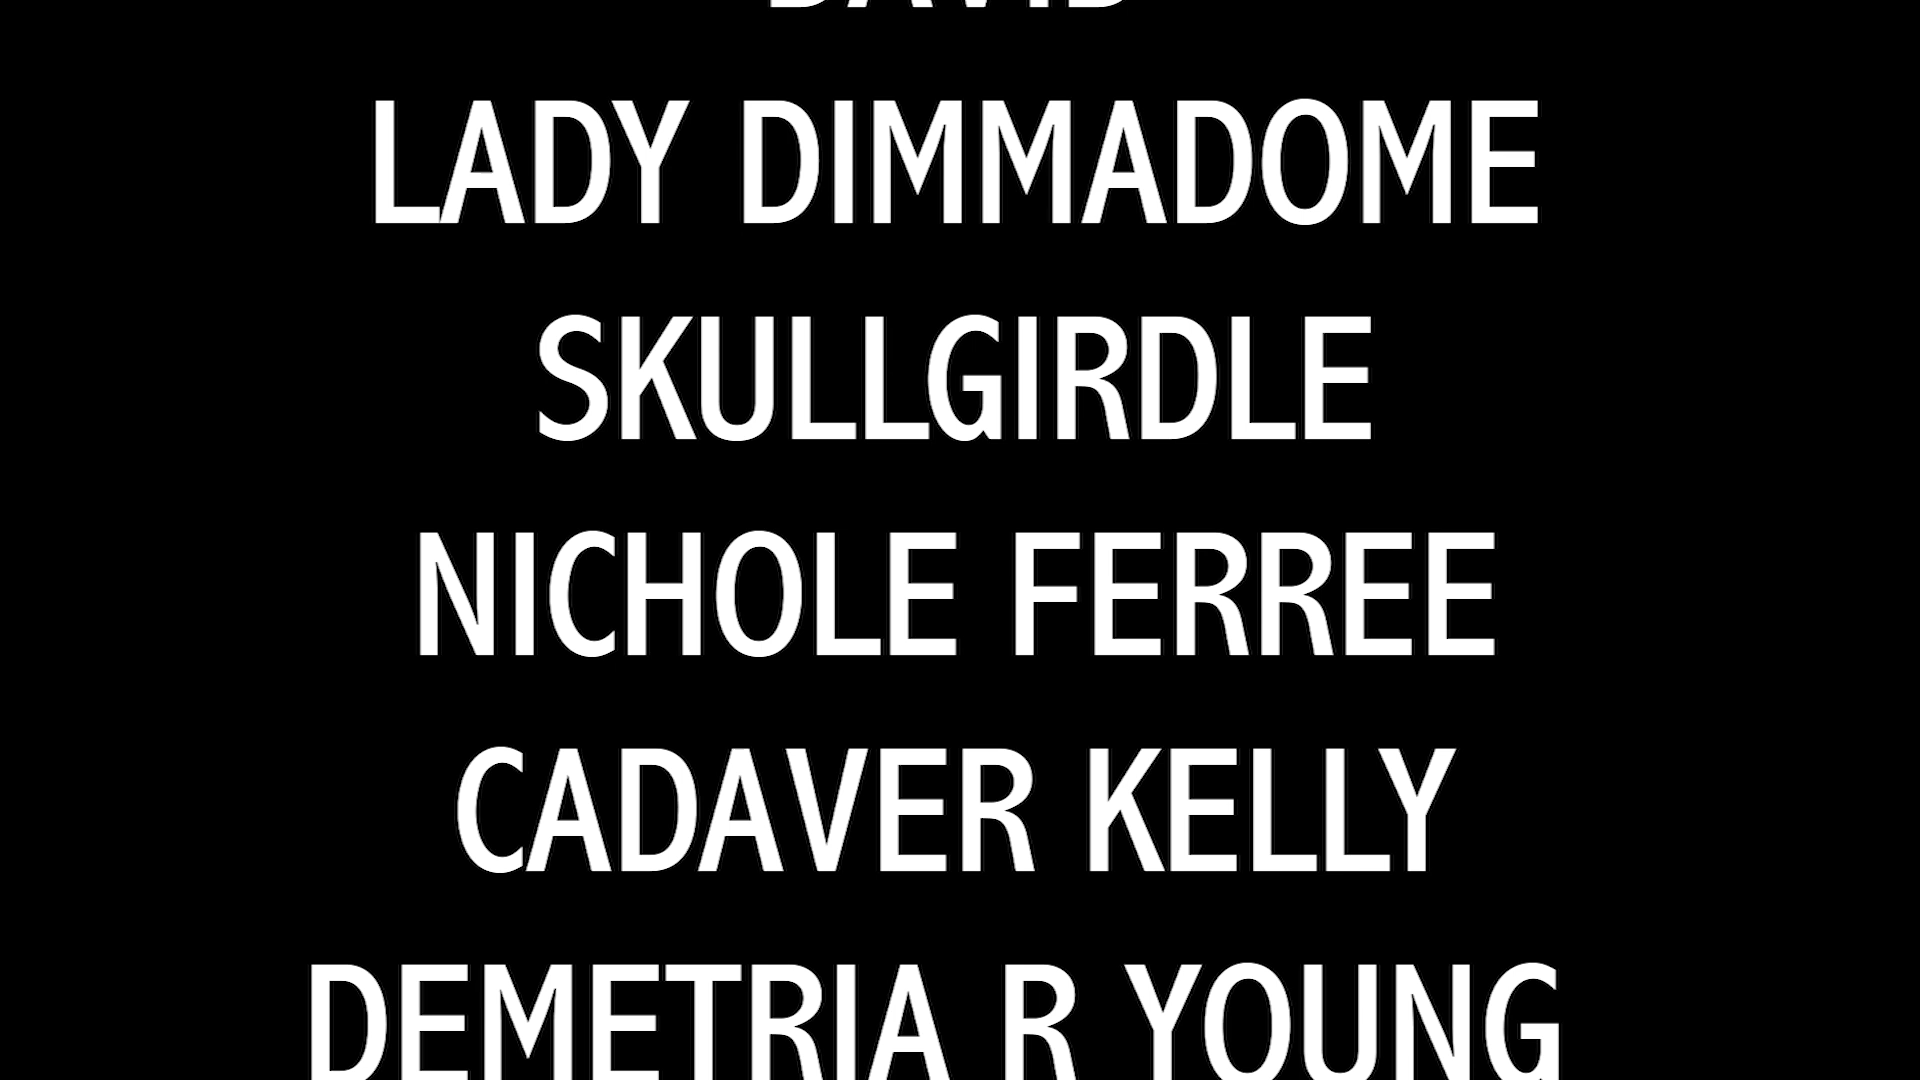 LADY DIMMADOME
SKULLGIRDLE
NICHOLE FERREE
CADAVER KELLY
DEMETRIA R YOUNG